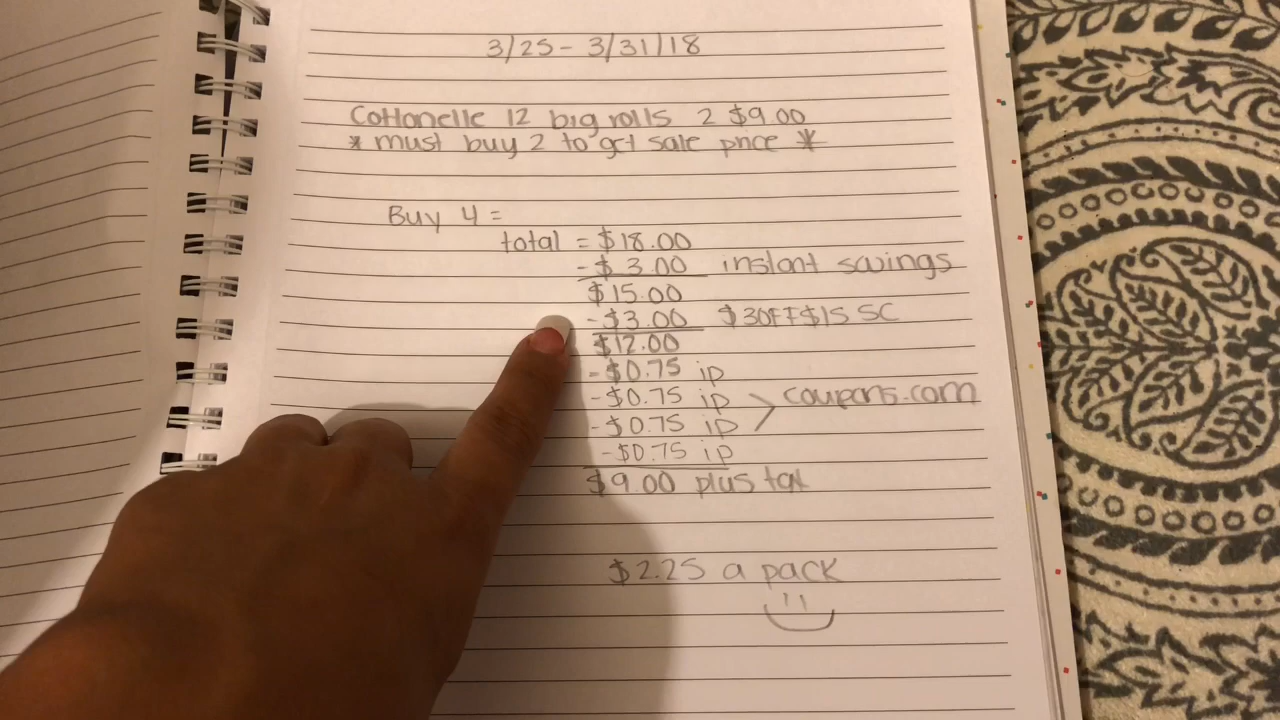 3/25 - 3/31/18
Cottonelle 12 big rolls 2 $9.00
* must buy 2 to get sale price *
Buy 4 =
total = $18.00
- $3.00 instant savings
$15.00
- $3.00 $3OFF$15 SC
$12.00
- $0.75 ip
- $0.75 ip > coupons.com
- $0.75 ip
- $0.75 ip
$9.00 plus tax
$2.25 a pack